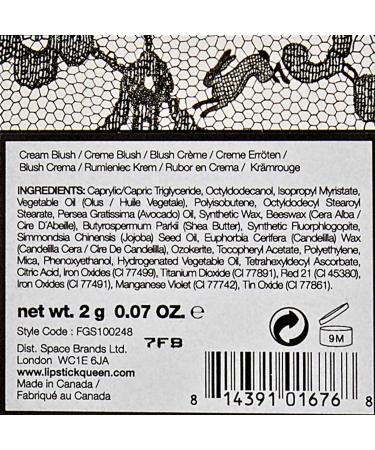 Cream Blush / Creme Blush / Blush Crème / Creme Erröten /
Blush Crema / Rumieniec Krem / Rubor en Crema / Krämrouge
INGREDIENTS: Caprylic/Capric Triglyceride, Octyldodecanol, Isopropyl Myristate,
Vegetable Oil (Olus / Huile Vegetale), Polyisobutene, Octyldodecyl Stearoyl
Stearate, Persea Gratissima (Avocado) Oil, Synthetic Wax, Beeswax (Cera Alba /
Cire D'Abeille), Butyrospermum Parkii (Shea Butter), Synthetic Fluorphlogopite,
Simmondsia Chinensis (Jojoba) Seed Oil, Euphorbia Cerifera (Candelilla) Wax
(Candelilla Cera / Cire De Candelilla), Ozokerite, Tocopheryl Acetate, Polyethylene,
Mica, Phenoxyethanol, Hydrogenated Vegetable Oil, Tetrahexyldecyl Ascorbate,
Citric Acid, Iron Oxides (CI 77499), Titanium Dioxide (CI 77891), Red 21 (CI 45380),
Iron Oxides (CI 77491), Manganese Violet (CI 77742), Tin Oxide (CI 77861).
net wt. 2 g 0.07 OZ. ℮
Style Code : FGS100248
7FB
Dist. Space Brands Ltd.
London WC1E 6JA
www.lipstickqueen.com
Made in Canada /
Fabriqué au Canada
9M
8 14391 01676 8